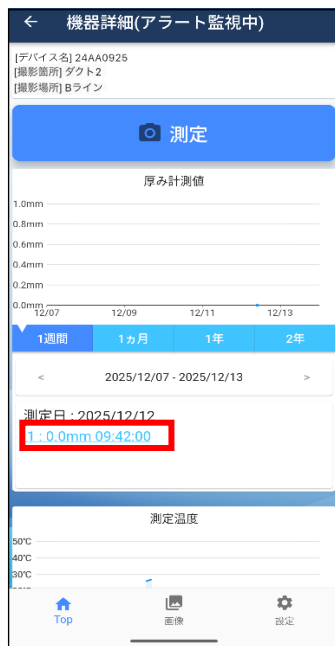 ← 機器詳細(アラート監視中)
[デバイス名] 24AA0925
[撮影箇所] ダクト2
[撮影場所] Bライン
測定
厚み計測値
1.0mm
0.8mm
0.6mm
0.4mm
0.2mm
0.0mm
12/07 12/09 12/11 12/13
1週間 1ヵ月 1年 2年
< 2025/12/07 - 2025/12/13 >
測定日 : 2025/12/12
1 : 0.0mm 09:42:00
測定温度
50℃
40℃
30℃
Top 画像 設定